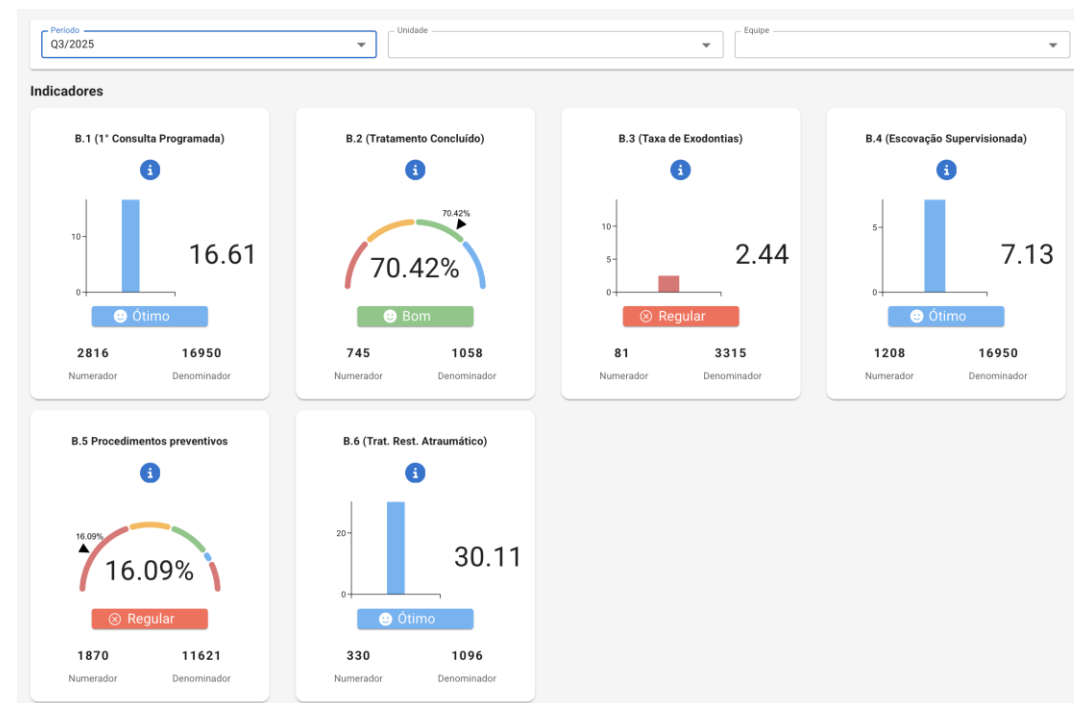 Período
Q3/2025
Unidade
Equipe
Indicadores
B.1 (1° Consulta Programada)
i
10
0
16.61
Ótimo
2816 16950
Numerador Denominador
B.2 (Tratamento Concluído)
i
70.42%
70.42%
Bom
745 1058
Numerador Denominador
B.3 (Taxa de Exodontias)
i
10
5
0
2.44
Regular
81 3315
Numerador Denominador
B.4 (Escovação Supervisionada)
i
5
0
7.13
Ótimo
1208 16950
Numerador Denominador
B.5 Procedimentos preventivos
i
16.09%
16.09%
Regular
1870 11621
Numerador Denominador
B.6 (Trat. Rest. Atraumático)
i
20
0
30.11
Ótimo
330 1096
Numerador Denominador